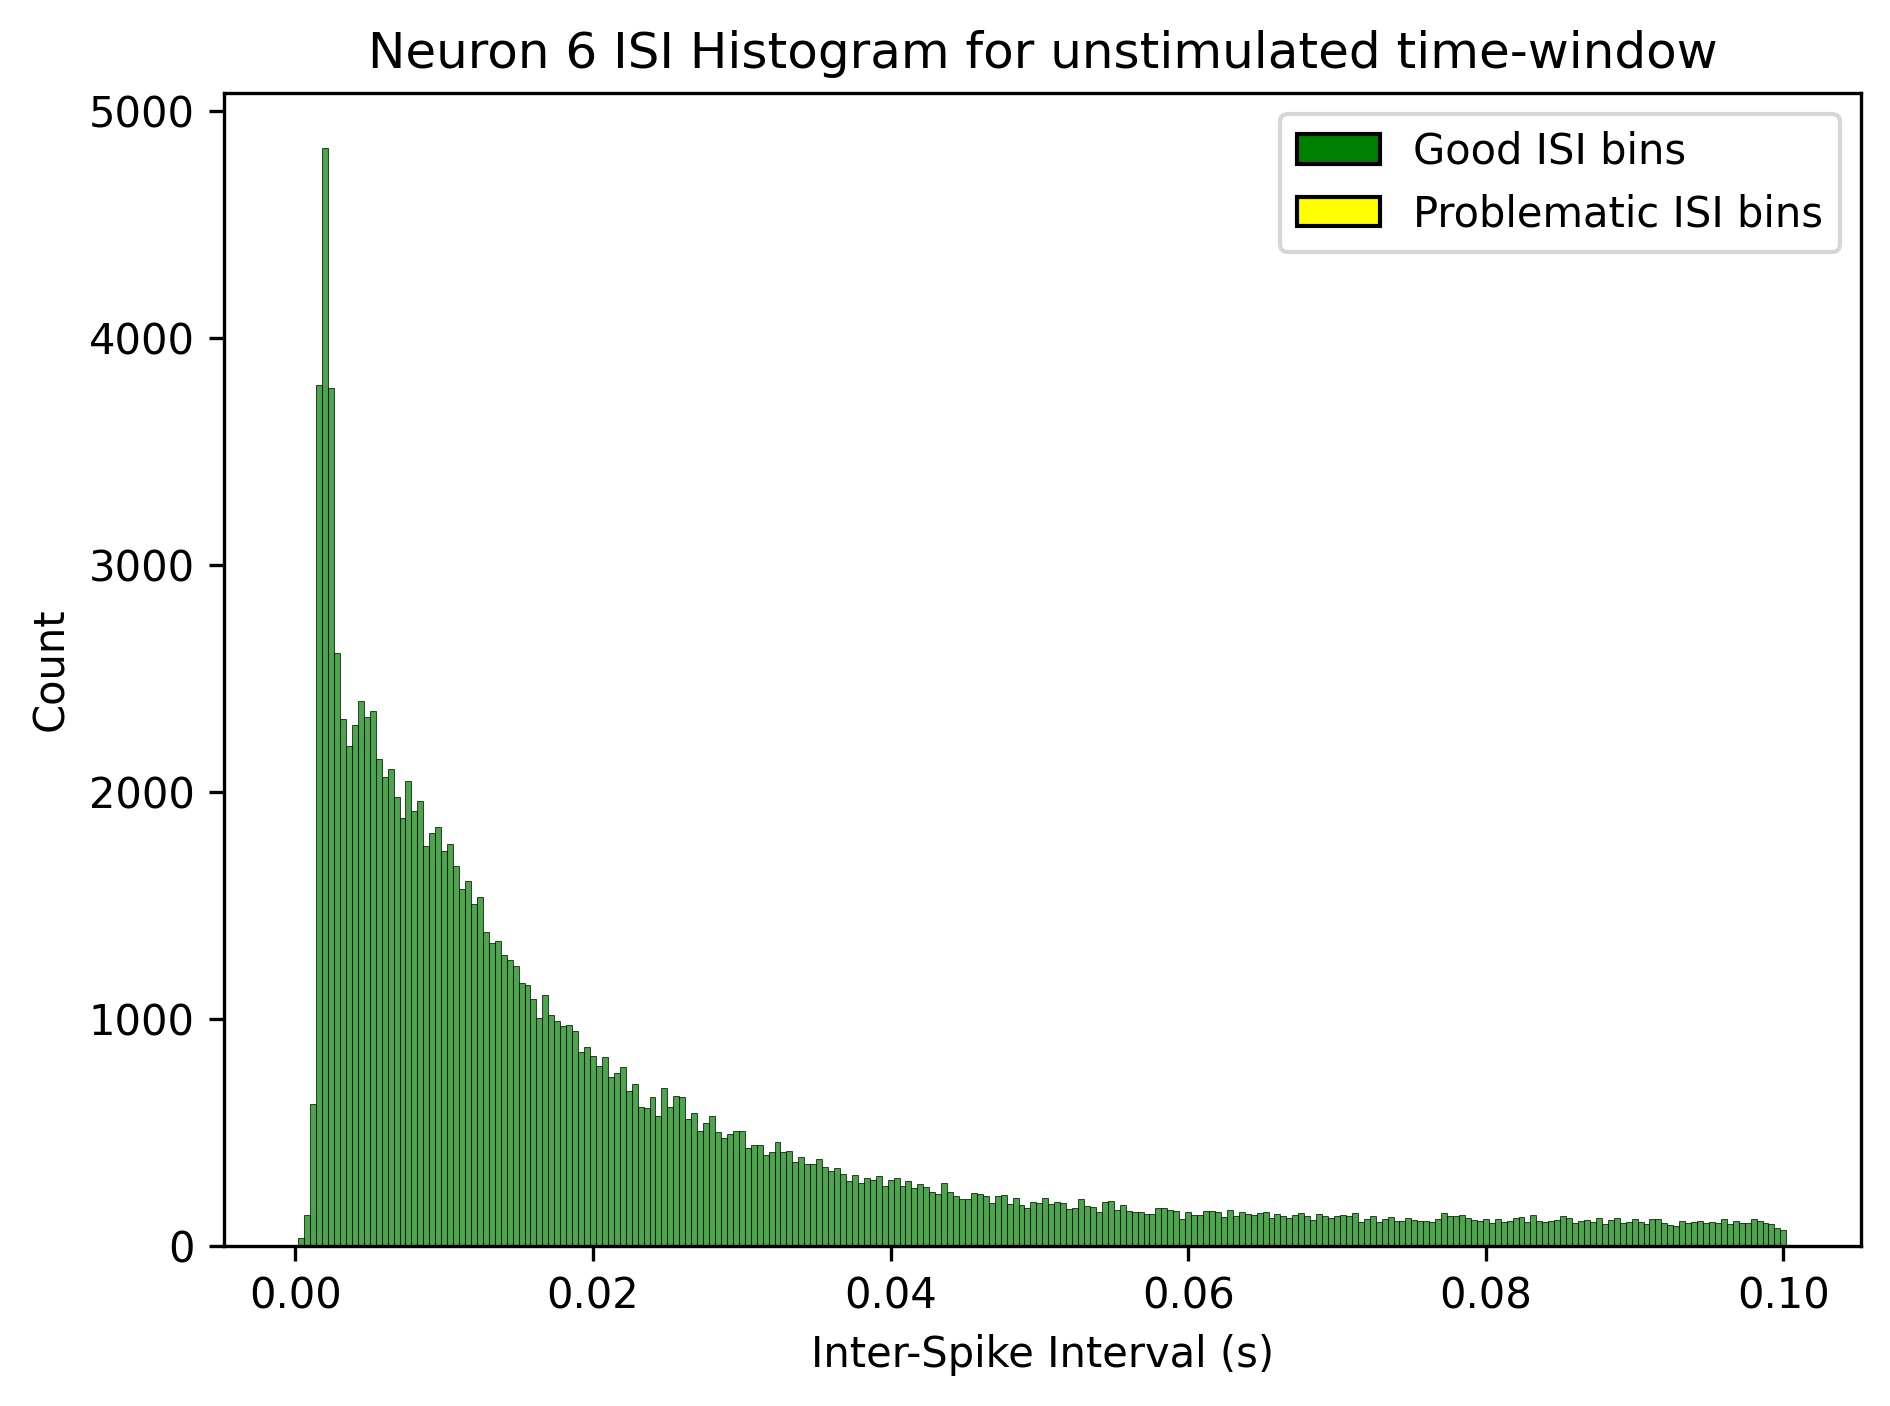 Neuron 6 ISI Histogram for unstimulated time-window
Good ISI bins
Problematic ISI bins
5000
4000
3000
2000
1000
0
Count
0.00 0.02 0.04 0.06 0.08 0.10
Inter-Spike Interval (s)